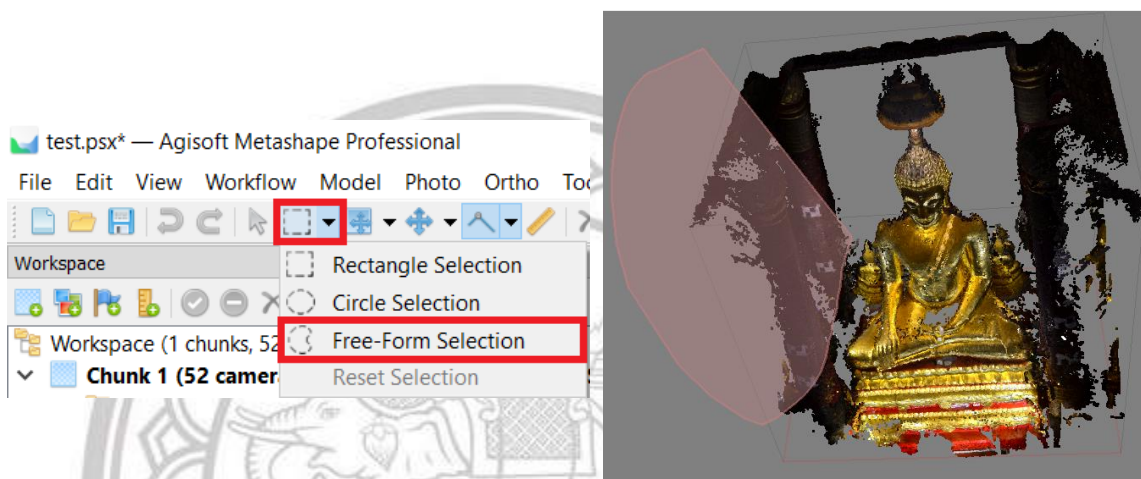 test.psx* — Agisoft Metashape Professional
File Edit View Workflow Model Photo Ortho
Workspace
Rectangle Selection
Circle Selection
Free-Form Selection
Reset Selection
Workspace (1 chunks, 52
Chunk 1 (52